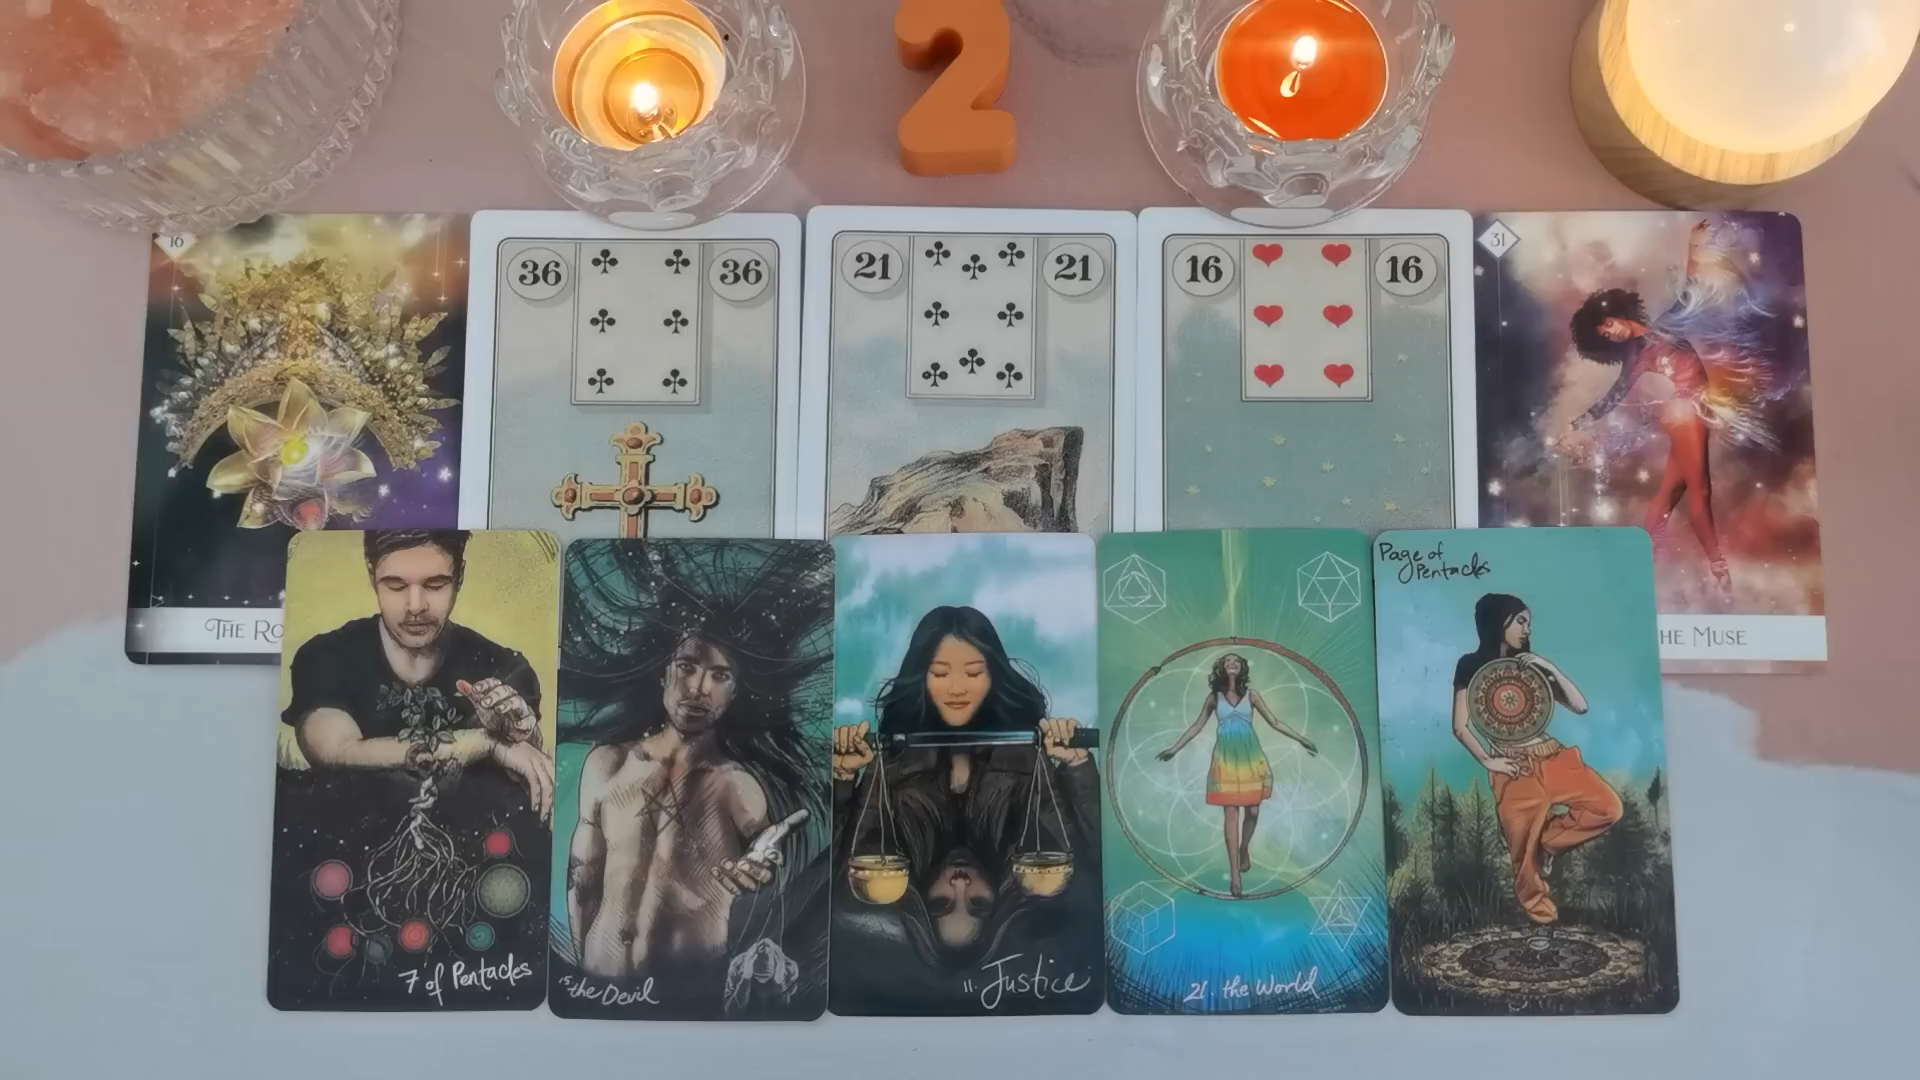 2
16
36 36
21 21
16 16
31
THE
HE MUSE
7 of Pentacles
15 the Devil
11. Justice
21. the World
Page of
Pentacles